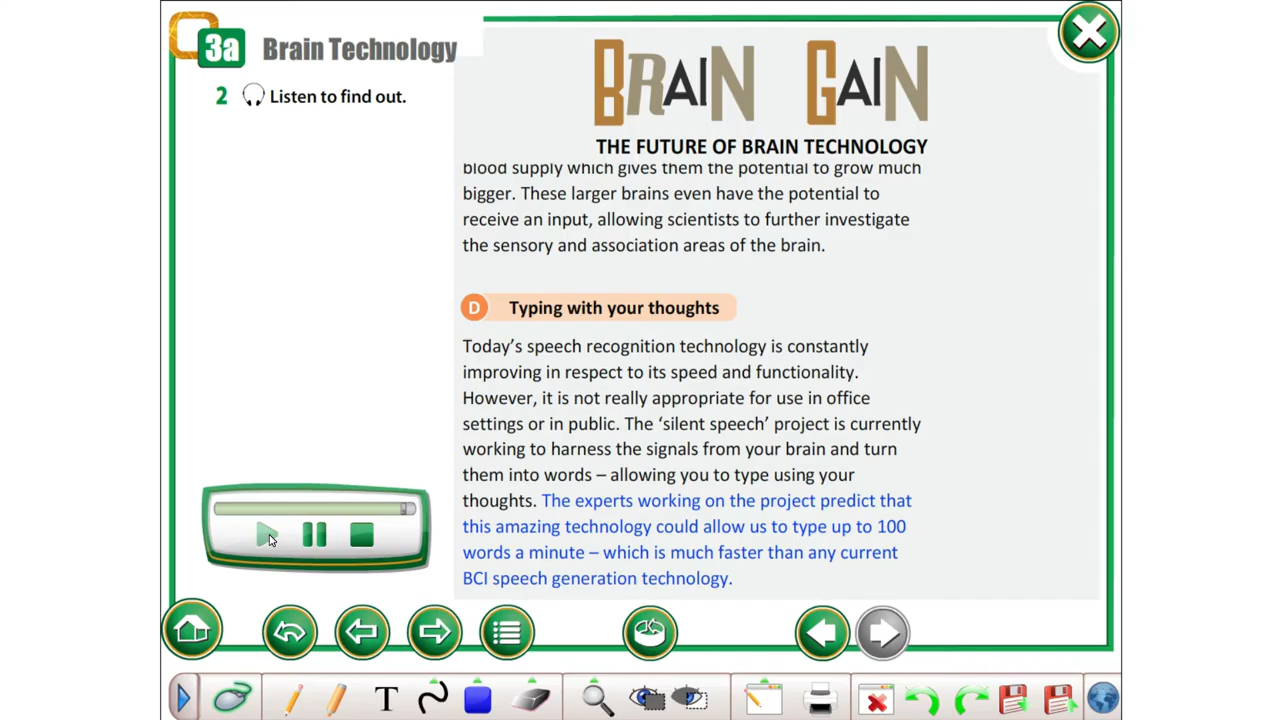 3a Brain Technology
2 Listen to find out.
BRAIN GAIN
THE FUTURE OF BRAIN TECHNOLOGY
blood supply which gives them the potential to grow much
bigger. These larger brains even have the potential to
receive an input, allowing scientists to further investigate
the sensory and association areas of the brain.
D Typing with your thoughts
Today's speech recognition technology is constantly
improving in respect to its speed and functionality.
However, it is not really appropriate for use in office
settings or in public. The ‘silent speech’ project is currently
working to harness the signals from your brain and turn
them into words – allowing you to type using your
thoughts. The experts working on the project predict that
this amazing technology could allow us to type up to 100
words a minute – which is much faster than any current
BCI speech generation technology.
T